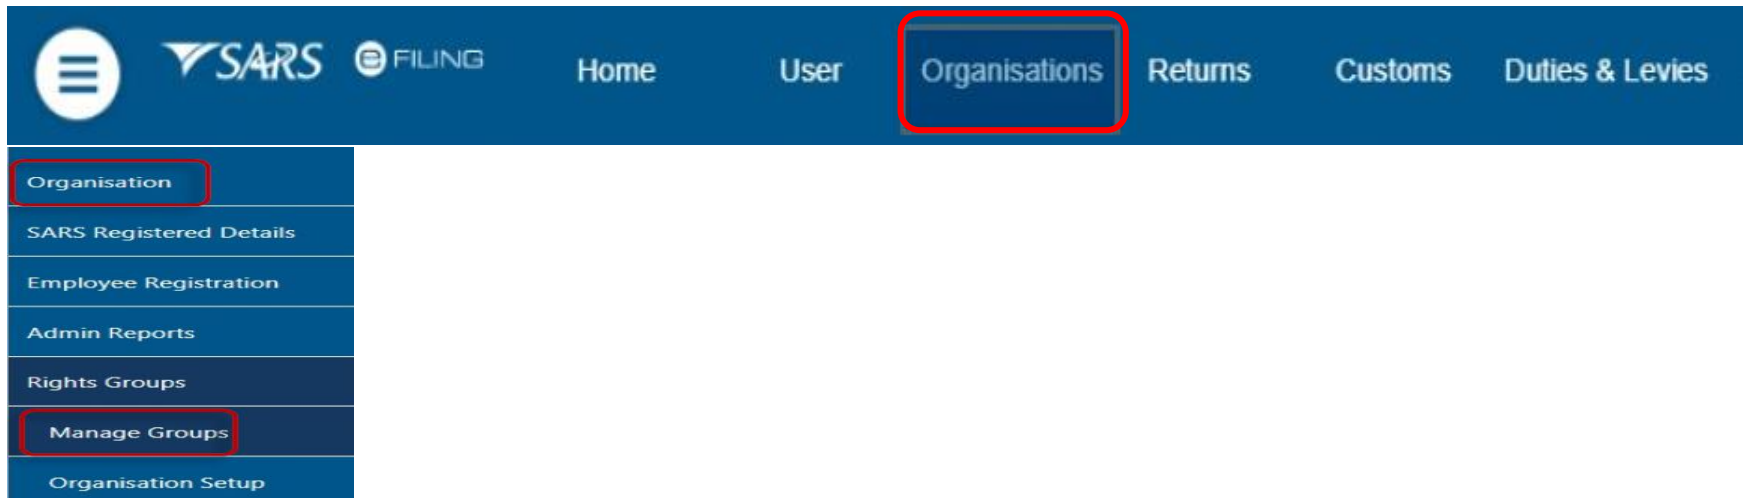 SARS e FILING Home User Organisations Returns Customs Duties & Levies
Organisation
SARS Registered Details
Employee Registration
Admin Reports
Rights Groups
Manage Groups
Organisation Setup